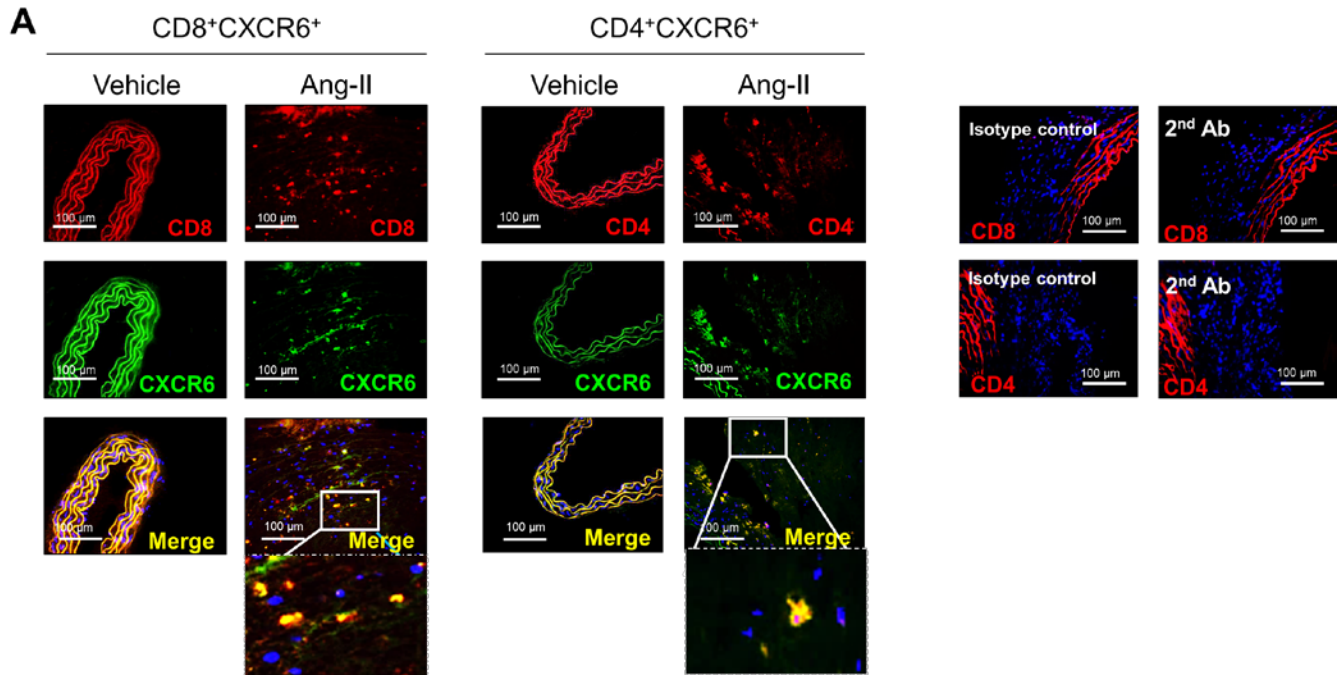 A
CD8⁺CXCR6⁺
CD4⁺CXCR6⁺
Vehicle
Ang-II
Vehicle
Ang-II
100 µm
CD8
100 µm
CD8
100 µm
CD4
100 µm
CD4
Isotype control
100 µm
CD8
2ⁿᵈ Ab
100 µm
CD8
100 µm
CXCR6
100 µm
CXCR6
100 µm
CXCR6
100 µm
CXCR6
Isotype control
100 µm
CD4
2ⁿᵈ Ab
100 µm
CD4
100 µm
Merge
100 µm
Merge
100 µm
Merge
100 µm
Merge